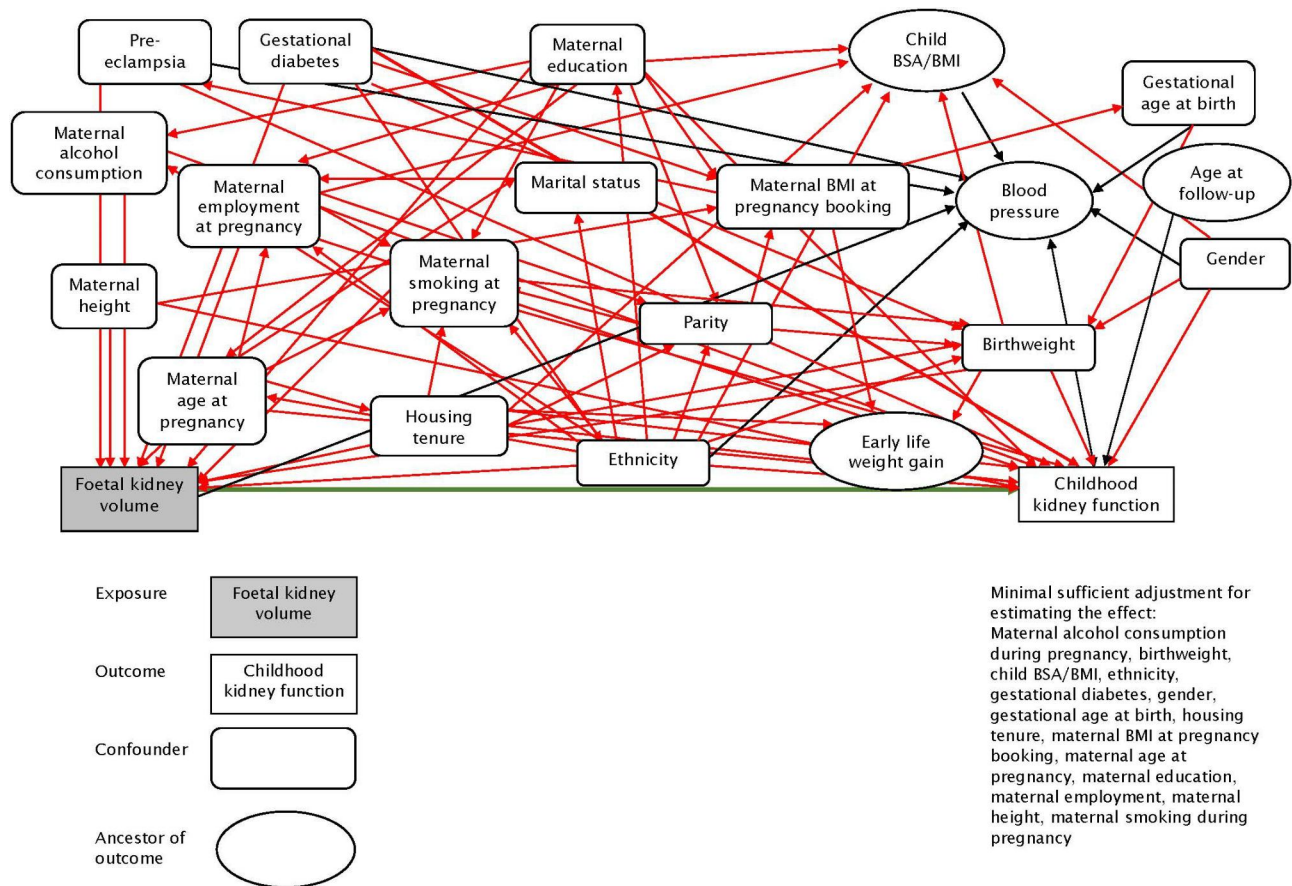 Pre-
eclampsia
Gestational
diabetes
Maternal
education
Child
BSA/BMI
Gestational
age at birth
Maternal
alcohol
consumption
Maternal
employment
at pregnancy
Marital status
Maternal BMI at
pregnancy booking
Blood
pressure
Age at
follow-up
Maternal
height
Maternal
smoking at
pregnancy
Parity
Gender
Birthweight
Maternal
age at
pregnancy
Housing
tenure
Ethnicity
Early life
weight gain
Foetal kidney
volume
Childhood
kidney function
Exposure
Foetal kidney
volume
Outcome
Childhood
kidney function
Confounder
Ancestor of
outcome
Minimal sufficient adjustment for
estimating the effect:
Maternal alcohol consumption
during pregnancy, birthweight,
child BSA/BMI, ethnicity,
gestational diabetes, gender,
gestational age at birth, housing
tenure, maternal BMI at pregnancy
booking, maternal age at
pregnancy, maternal education,
maternal employment, maternal
height, maternal smoking during
pregnancy